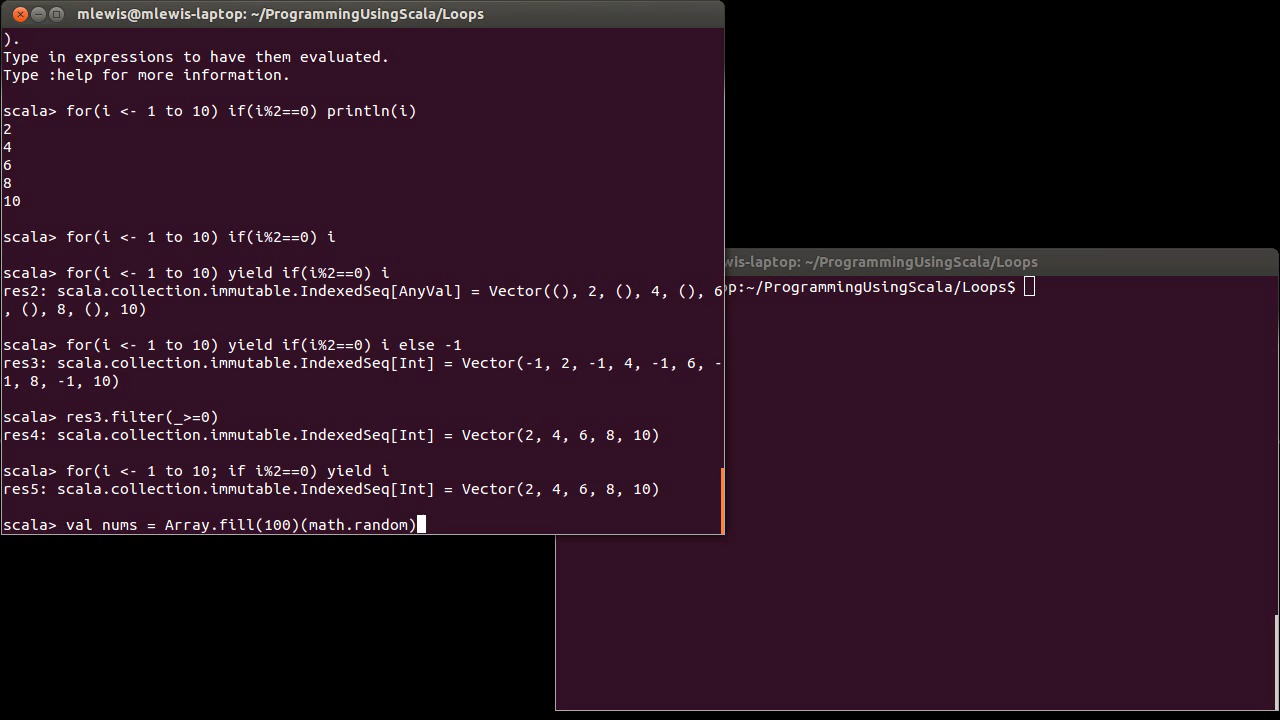 mlewis@mlewis-laptop: ~/ProgrammingUsingScala/Loops
).
Type in expressions to have them evaluated.
Type :help for more information.
scala> for(i <- 1 to 10) if(i%2==0) println(i)
2
4
6
8
10
scala> for(i <- 1 to 10) if(i%2==0) i
scala> for(i <- 1 to 10) yield if(i%2==0) i
res2: scala.collection.immutable.IndexedSeq[AnyVal] = Vector((), 2, (), 4, (), 6
, (), 8, (), 10)
scala> for(i <- 1 to 10) yield if(i%2==0) i else -1
res3: scala.collection.immutable.IndexedSeq[Int] = Vector(-1, 2, -1, 4, -1, 6, -
1, 8, -1, 10)
scala> res3.filter(_>=0)
res4: scala.collection.immutable.IndexedSeq[Int] = Vector(2, 4, 6, 8, 10)
scala> for(i <- 1 to 10; if i%2==0) yield i
res5: scala.collection.immutable.IndexedSeq[Int] = Vector(2, 4, 6, 8, 10)
scala> val nums = Array.fill(100)(math.random)
wis-laptop: ~/ProgrammingUsingScala/Loops
op:~/ProgrammingUsingScala/Loops$